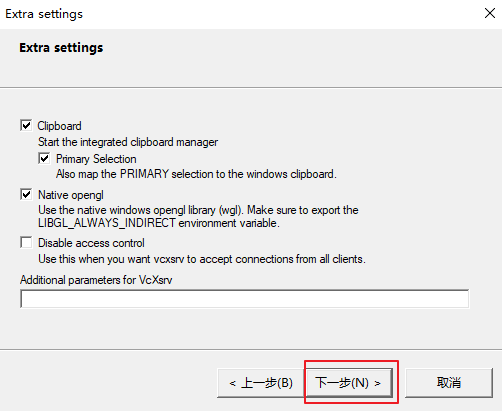 Extra settings
Extra settings
Clipboard
Start the integrated clipboard manager
Primary Selection
Also map the PRIMARY selection to the windows clipboard.
Native opengl
Use the native windows opengl library (wgl). Make sure to export the
LIBGL_ALWAYS_INDIRECT environment variable.
Disable access control
Use this when you want vcxsrv to accept connections from all clients.
Additional parameters for VcXsrv
< 上一步(B) 下一步(N) > 取消